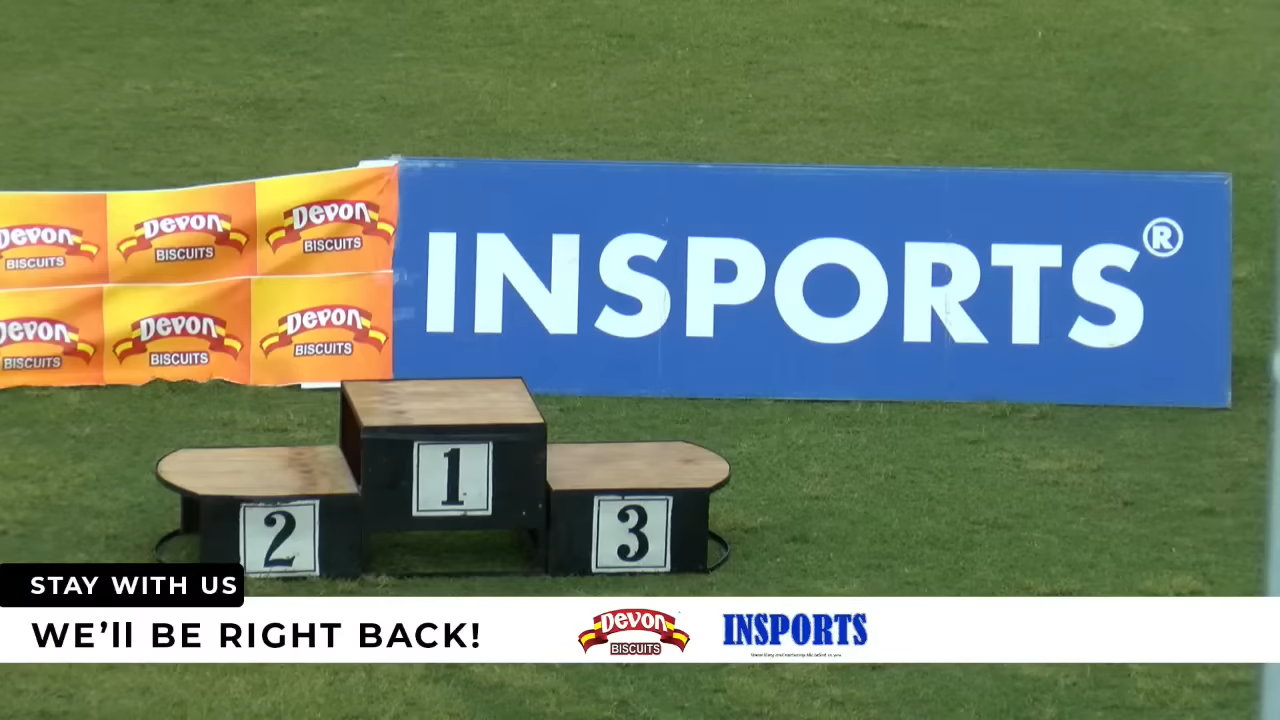 DEVON
BISCUITS
DEVON
BISCUITS
DEVON
BISCUITS
DEVON
BISCUITS
DEVON
BISCUITS
DEVON
BISCUITS
INSPORTS®
1
2
3
STAY WITH US
WE'll BE RIGHT BACK!
DEVON
BISCUITS
INSPORTS